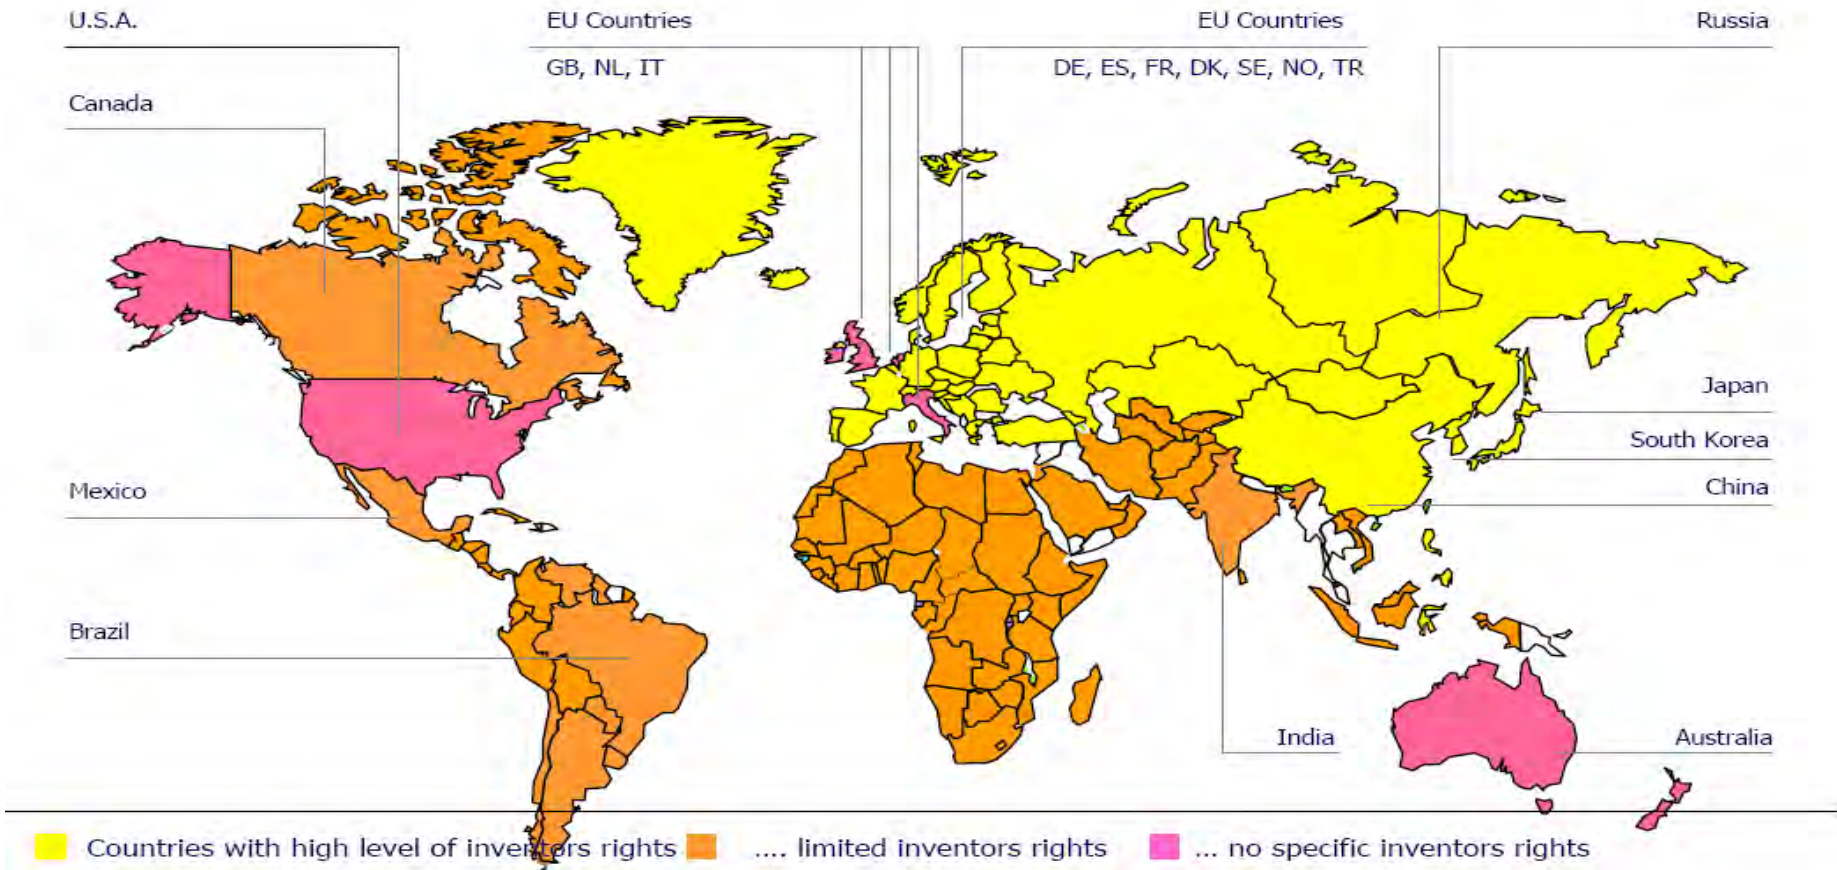 U.S.A.
EU Countries
EU Countries
Russia
GB, NL, IT
DE, ES, FR, DK, SE, NO, TR
Canada
Japan
South Korea
Mexico
China
Brazil
India
Australia
Countries with high level of inventors rights
.... limited inventors rights
... no specific inventors rights